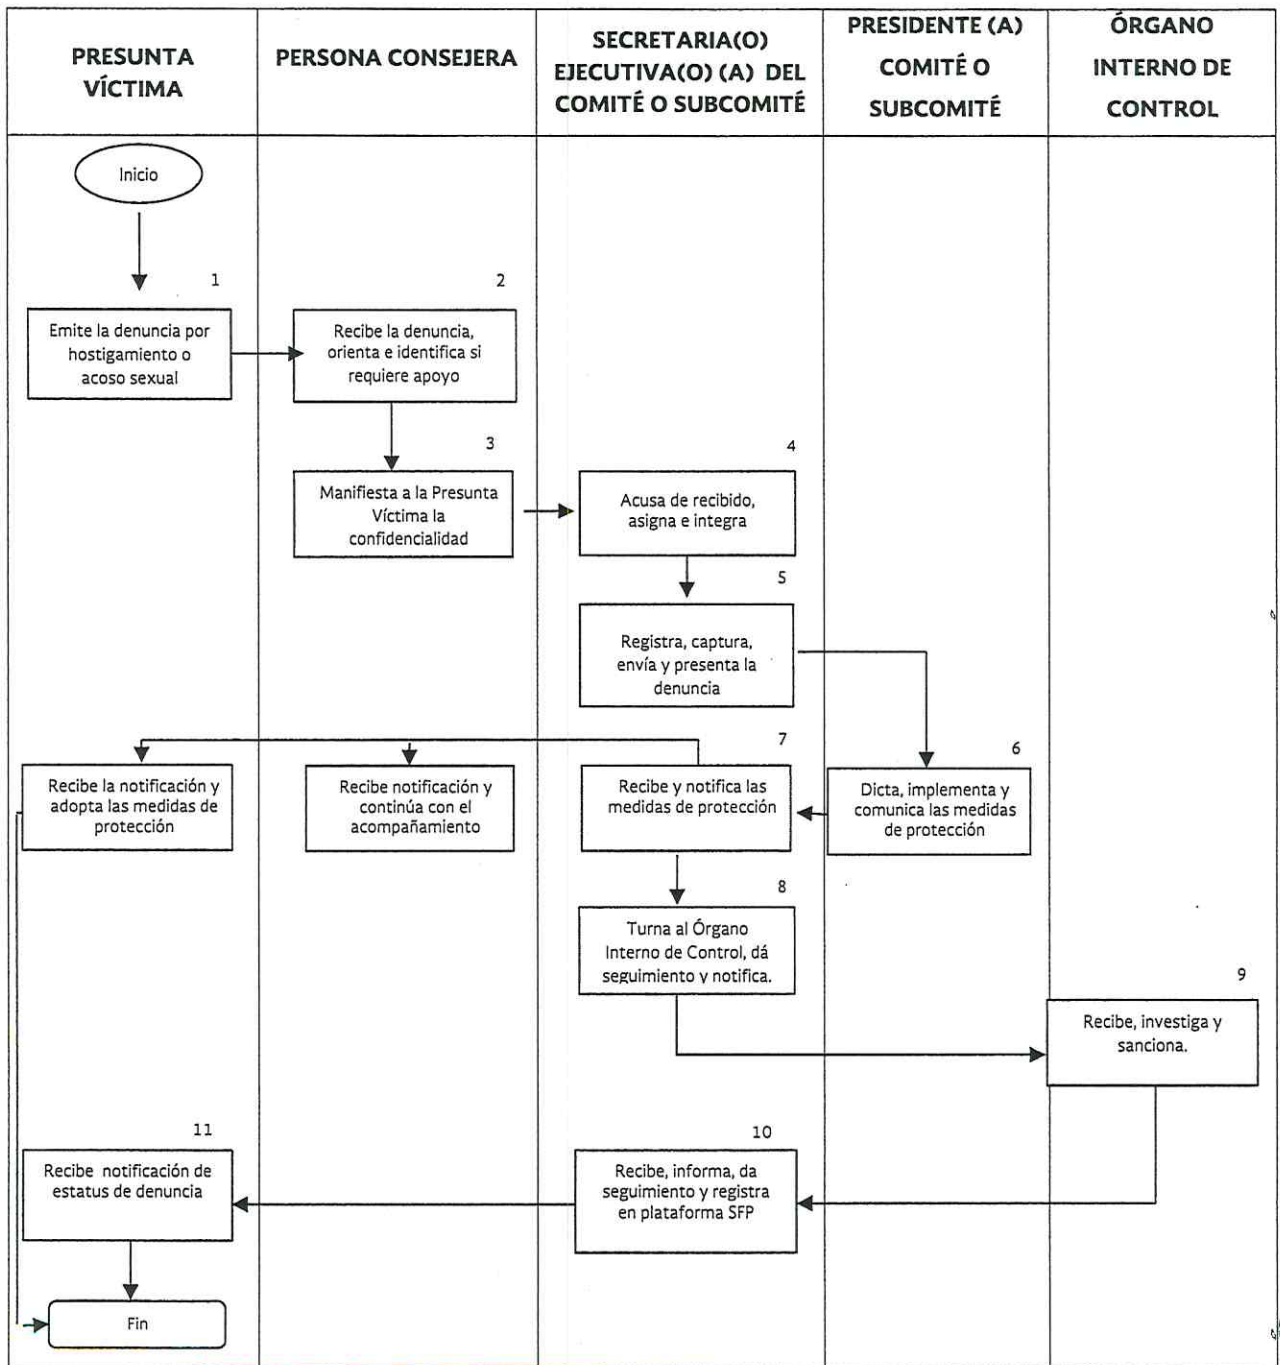 PRESUNTA
VÍCTIMA
PERSONA CONSEJERA
SECRETARIA(O)
EJECUTIVA(O) (A) DEL
COMITÉ O SUBCOMITÉ
PRESIDENTE (A)
COMITÉ O
SUBCOMITÉ
ÓRGANO
INTERNO DE
CONTROL
Inicio
1
Emite la denuncia por
hostigamiento o
acoso sexual
2
Recibe la denuncia,
orienta e identifica si
requiere apoyo
3
Manifiesta a la Presunta
Víctima la
confidencialidad
4
Acusa de recibido,
asigna e integra
5
Registra, captura,
envía y presenta la
denuncia
6
Dicta, implementa y
comunica las medidas
de protección
7
Recibe y notifica las
medidas de protección
Recibe notificación y
continúa con el
acompañamiento
Recibe la notificación y
adopta las medidas de
protección
8
Turna al Órgano
Interno de Control, dá
seguimiento y notifica.
9
Recibe, investiga y
sanciona.
10
Recibe, informa, da
seguimiento y registra
en plataforma SFP
11
Recibe notificación de
estatus de denuncia
Fin